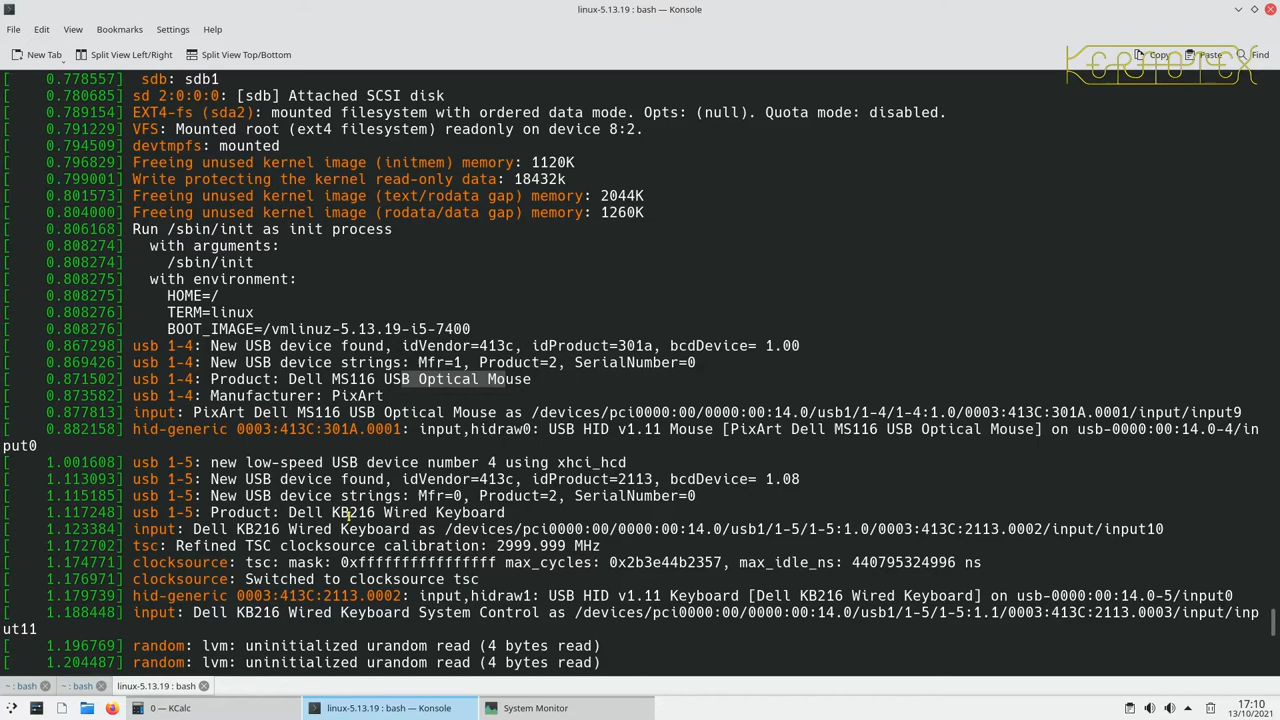 linux-5.13.19 : bash — Konsole
File Edit View Bookmarks Settings Help
New Tab Split View Left/Right Split View Top/Bottom Copy Paste Find
[    0.778557]  sdb: sdb1
[    0.780685] sd 2:0:0:0: [sdb] Attached SCSI disk
[    0.789154] EXT4-fs (sda2): mounted filesystem with ordered data mode. Opts: (null). Quota mode: disabled.
[    0.791229] VFS: Mounted root (ext4 filesystem) readonly on device 8:2.
[    0.794509] devtmpfs: mounted
[    0.796829] Freeing unused kernel image (initmem) memory: 1120K
[    0.799001] Write protecting the kernel read-only data: 18432k
[    0.801573] Freeing unused kernel image (text/rodata gap) memory: 2044K
[    0.804000] Freeing unused kernel image (rodata/data gap) memory: 1260K
[    0.806168] Run /sbin/init as init process
[    0.808274]   with arguments:
[    0.808274]     /sbin/init
[    0.808275]   with environment:
[    0.808275]     HOME=/
[    0.808276]     TERM=linux
[    0.808276]     BOOT_IMAGE=/vmlinuz-5.13.19-i5-7400
[    0.867298] usb 1-4: New USB device found, idVendor=413c, idProduct=301a, bcdDevice= 1.00
[    0.869426] usb 1-4: New USB device strings: Mfr=1, Product=2, SerialNumber=0
[    0.871502] usb 1-4: Product: Dell MS116 USB Optical Mouse
[    0.873582] usb 1-4: Manufacturer: PixArt
[    0.877813] input: PixArt Dell MS116 USB Optical Mouse as /devices/pci0000:00/0000:00:14.0/usb1/1-4/1-4:1.0/0003:413C:301A.0001/input/input9
[    0.882158] hid-generic 0003:413C:301A.0001: input,hidraw0: USB HID v1.11 Mouse [PixArt Dell MS116 USB Optical Mouse] on usb-0000:00:14.0-4/in
put0
[    1.001608] usb 1-5: new low-speed USB device number 4 using xhci_hcd
[    1.113093] usb 1-5: New USB device found, idVendor=413c, idProduct=2113, bcdDevice= 1.08
[    1.115185] usb 1-5: New USB device strings: Mfr=0, Product=2, SerialNumber=0
[    1.117248] usb 1-5: Product: Dell KB216 Wired Keyboard
[    1.123384] input: Dell KB216 Wired Keyboard as /devices/pci0000:00/0000:00:14.0/usb1/1-5/1-5:1.0/0003:413C:2113.0002/input/input10
[    1.172702] tsc: Refined TSC clocksource calibration: 2999.999 MHz
[    1.174771] clocksource: tsc: mask: 0xffffffffffffffff max_cycles: 0x2b3e44b2357, max_idle_ns: 440795324996 ns
[    1.176971] clocksource: Switched to clocksource tsc
[    1.179739] hid-generic 0003:413C:2113.0002: input,hidraw1: USB HID v1.11 Keyboard [Dell KB216 Wired Keyboard] on usb-0000:00:14.0-5/input0
[    1.188448] input: Dell KB216 Wired Keyboard System Control as /devices/pci0000:00/0000:00:14.0/usb1/1-5/1-5:1.1/0003:413C:2113.0003/input/inp
ut11
[    1.196769] random: lvm: uninitialized urandom read (4 bytes read)
[    1.204487] random: lvm: uninitialized urandom read (4 bytes read)
~ : bash ~ : bash linux-5.13.19 : bash
0 — KCalc linux-5.13.19 : bash — Konsole System Monitor 17:10
13/10/2021